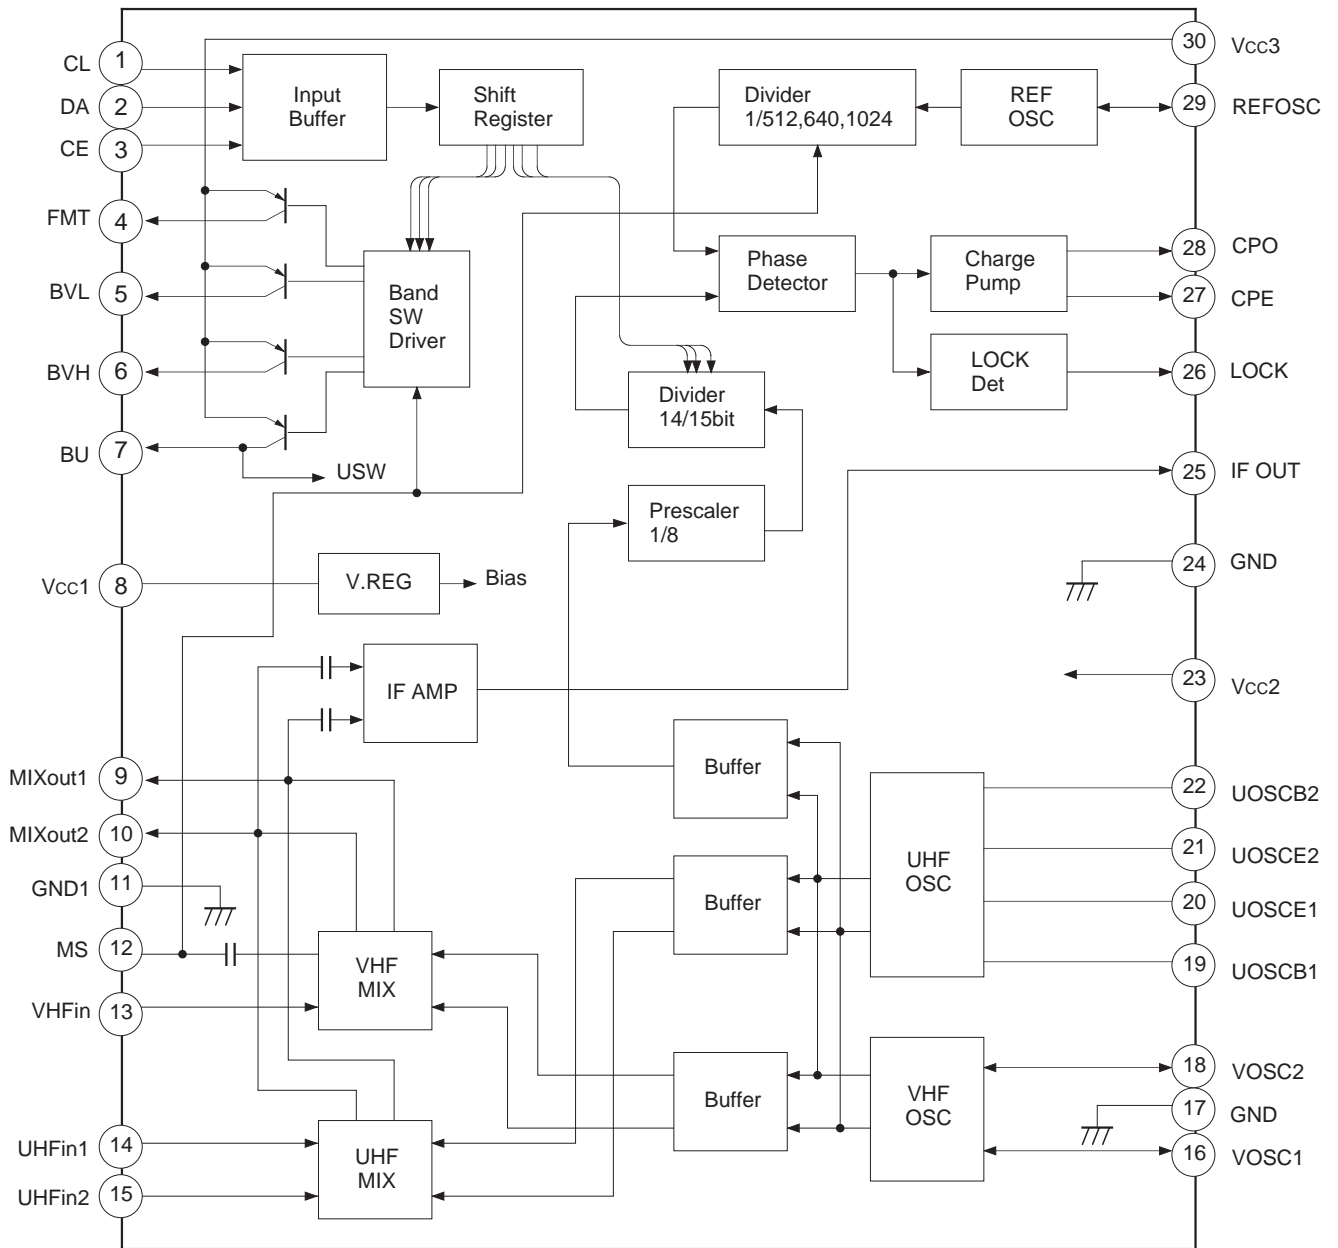 CL
1
DA
2
CE
3
FMT
4
BVL
5
BVH
6
BU
7
Vcc1
8
MIXout1
9
MIXout2
10
GND1
11
MS
12
VHFin
13
UHFin1
14
UHFin2
15
Input
Buffer
Shift
Register
Divider
1/512,640,1024
REF
OSC
Band
SW
Driver
Phase
Detector
Charge
Pump
LOCK
Det
Divider
14/15bit
USW
Prescaler
1/8
V.REG
Bias
IF AMP
Buffer
UHF
OSC
Buffer
VHF
MIX
Buffer
VHF
OSC
UHF
MIX
30
Vcc3
29
REFOSC
28
CPO
27
CPE
26
LOCK
25
IF OUT
24
GND
23
Vcc2
22
UOSCB2
21
UOSCE2
20
UOSCE1
19
UOSCB1
18
VOSC2
17
GND
16
VOSC1